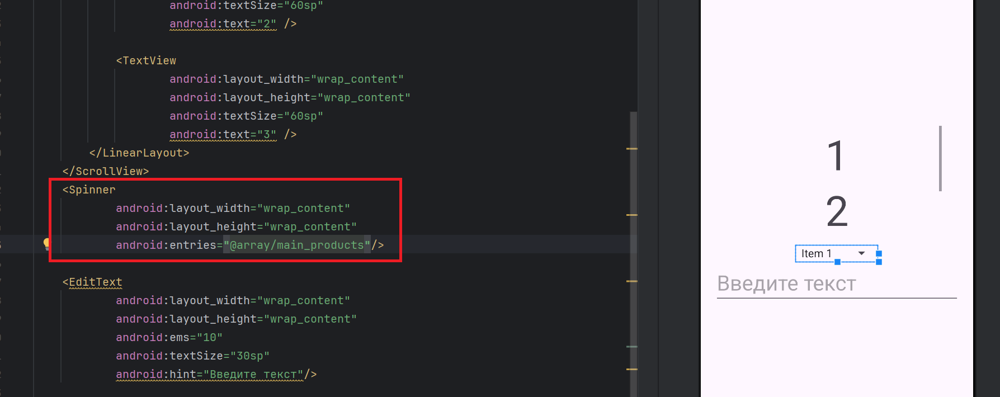 android:textSize="60sp"
android:text="2" />
<TextView
android:layout_width="wrap_content"
android:layout_height="wrap_content"
android:textSize="60sp"
android:text="3" />
</LinearLayout>
</ScrollView>
<Spinner
android:layout_width="wrap_content"
android:layout_height="wrap_content"
android:entries="@array/main_products"/>
<EditText
android:layout_width="wrap_content"
android:layout_height="wrap_content"
android:ems="10"
android:textSize="30sp"
android:hint="Введите текст"/>
1
2
Item 1
Введите текст